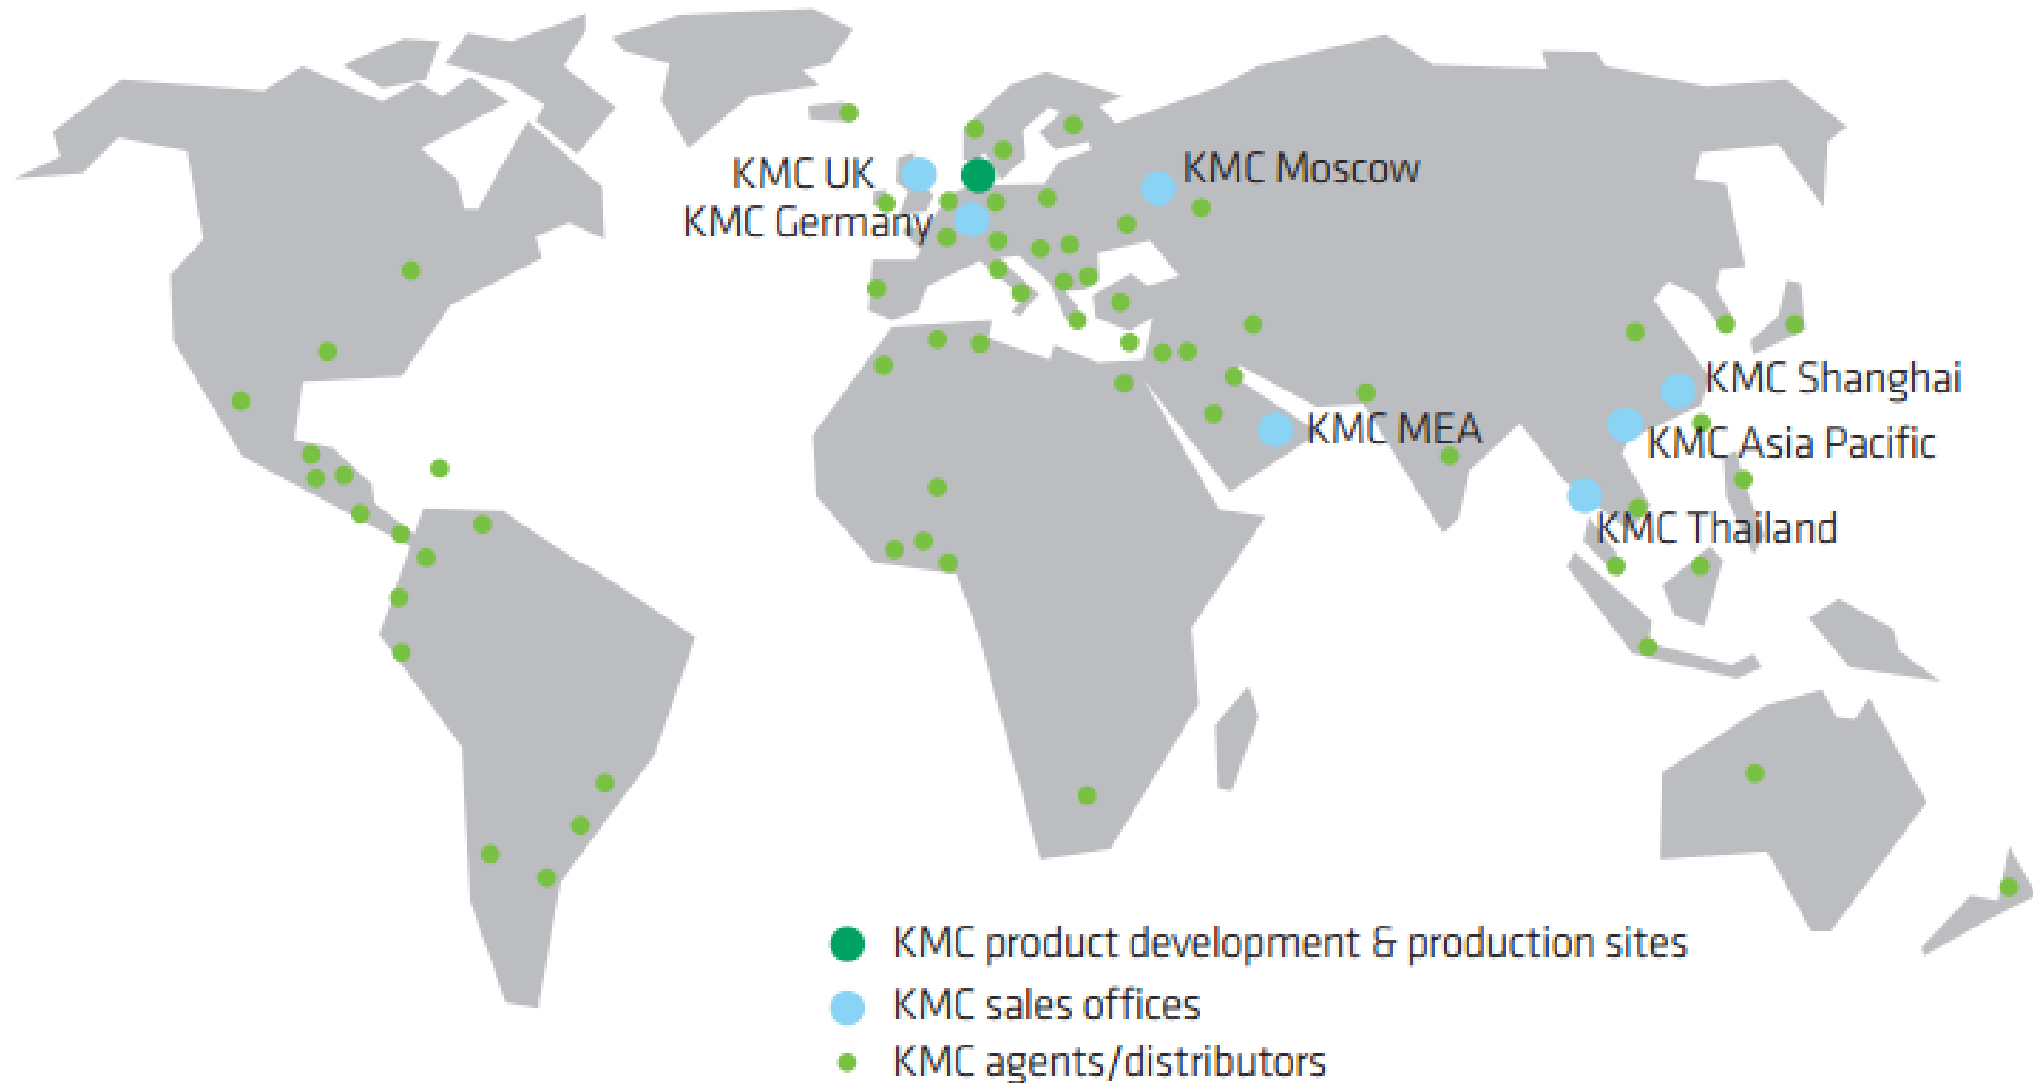 KMC UK
KMC Moscow
KMC Germany
KMC Shanghai
KMC MEA
KMC Asia Pacific
KMC Thailand
KMC product development & production sites
KMC sales offices
KMC agents/distributors